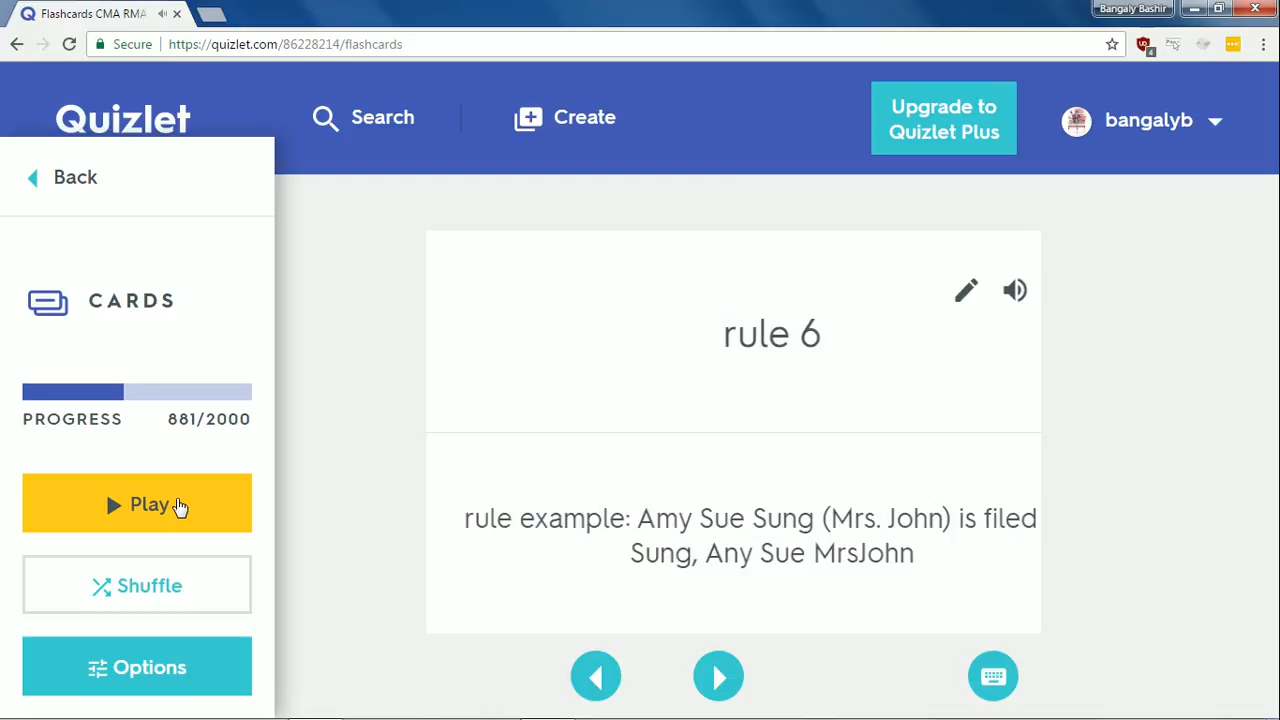 Flashcards CMA RMA
Bangaly Bashir
Secure
https://quizlet.com/86228214/flashcards
4
Quizlet
Search
Create
Upgrade to
Quizlet Plus
bangalyb
Back
CARDS
PROGRESS 881/2000
Play
Shuffle
Options
rule 6
rule example: Amy Sue Sung (Mrs. John) is filed
Sung, Any Sue MrsJohn